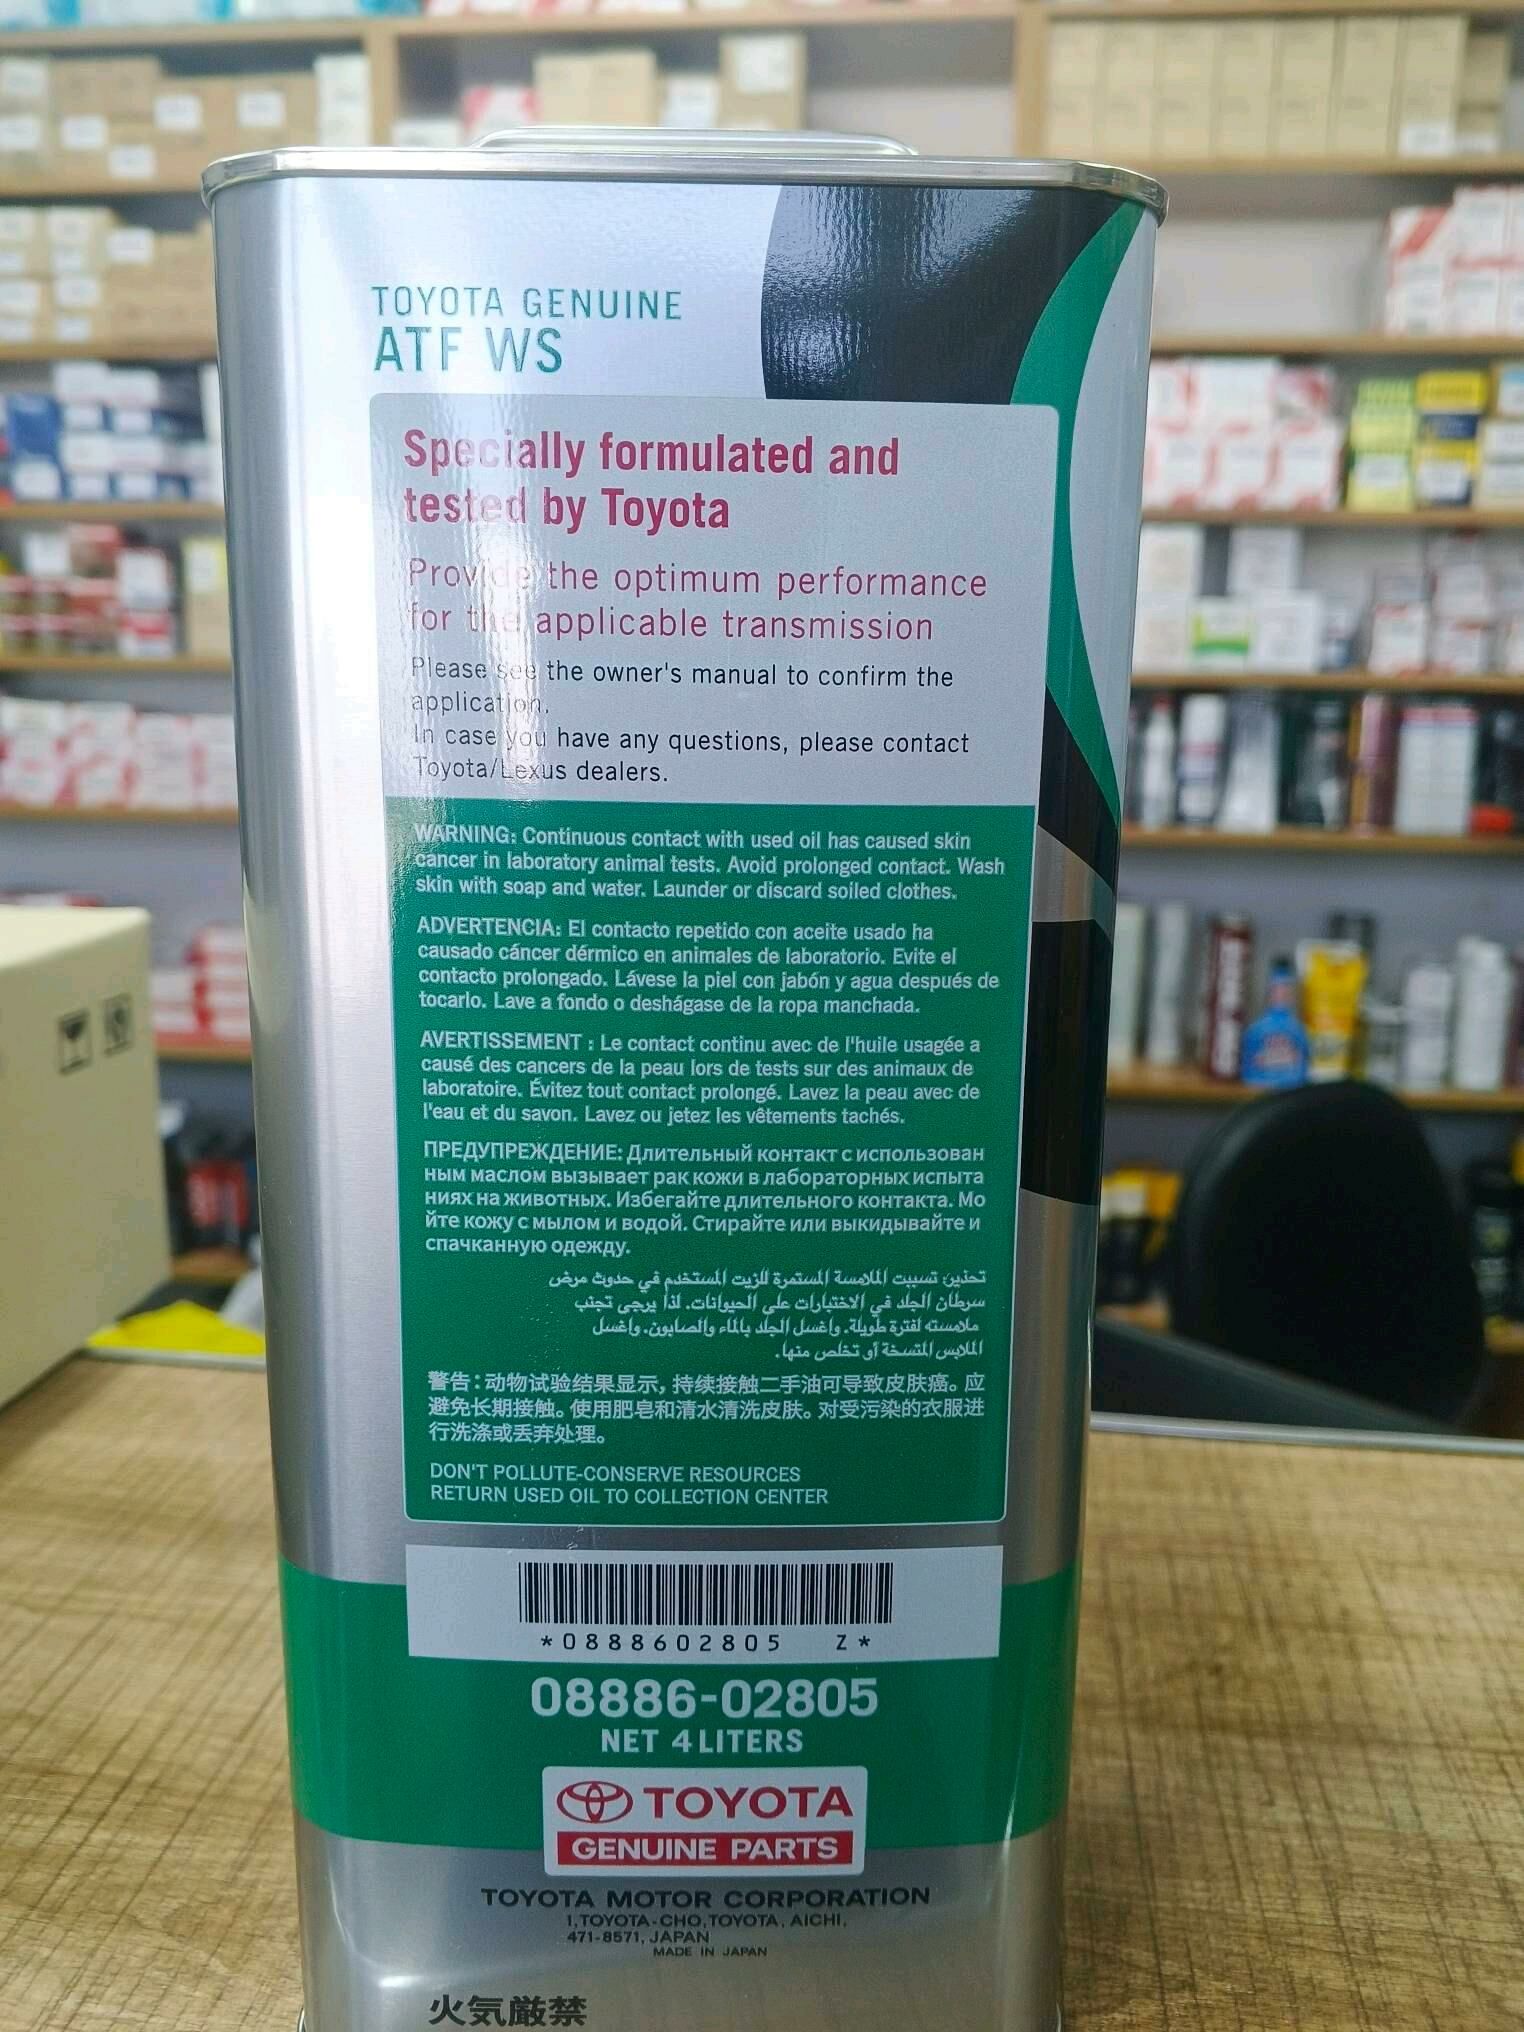 TOYOTA GENUINE
ATF WS
Specially formulated and
tested by Toyota
Provide the optimum performance
for the applicable transmission
Please see the owner's manual to confirm the
application.
In case you have any questions, please contact
Toyota/Lexus dealers.
WARNING: Continuous contact with used oil has caused skin
cancer in laboratory animal tests. Avoid prolonged contact. Wash
skin with soap and water. Launder or discard soiled clothes.
ADVERTENCIA: El contacto repetido con aceite usado ha
causado cáncer dérmico en animales de laboratorio. Evite el
contacto prolongado. Lávese la piel con jabón y agua después de
tocarlo. Lave a fondo o deshágase de la ropa manchada.
AVERTISSEMENT : Le contact continu avec de l'huile usagée a
causé des cancers de la peau lors de tests sur des animaux de
laboratoire. Évitez tout contact prolongé. Lavez la peau avec de
l'eau et du savon. Lavez ou jetez les vêtements tachés.
ПРЕДУПРЕЖДЕНИЕ: Длительный контакт с использован
ным маслом вызывает рак кожи в лабораторных испыта
ниях на животных. Избегайте длительного контакта. Мо
йте кожу с мылом и водой. Стирайте или выкидывайте и
спачканную одежду.
تحذير: تسببت الملامسة المستمرة للزيت المستخدم في حدوث مرض
سرطان الجلد في الاختبارات على الحيوانات. لذا يرجى تجنب
ملامسته لفترة طويلة. واغسل الجلد بالماء والصابون. واغسل
الملابس المتسخة أو تخلص منها.
警告：动物试验结果显示，持续接触二手油可导致皮肤癌。应
避免长期接触。使用肥皂和清水清洗皮肤。对受污染的衣服进
行洗涤或丢弃处理。
DON'T POLLUTE-CONSERVE RESOURCES
RETURN USED OIL TO COLLECTION CENTER
*0888602805 Z*
08886-02805
NET 4 LITERS
TOYOTA
GENUINE PARTS
TOYOTA MOTOR CORPORATION
1,TOYOTA-CHO,TOYOTA, AICHI,
471-8571, JAPAN
MADE IN JAPAN
火気厳禁